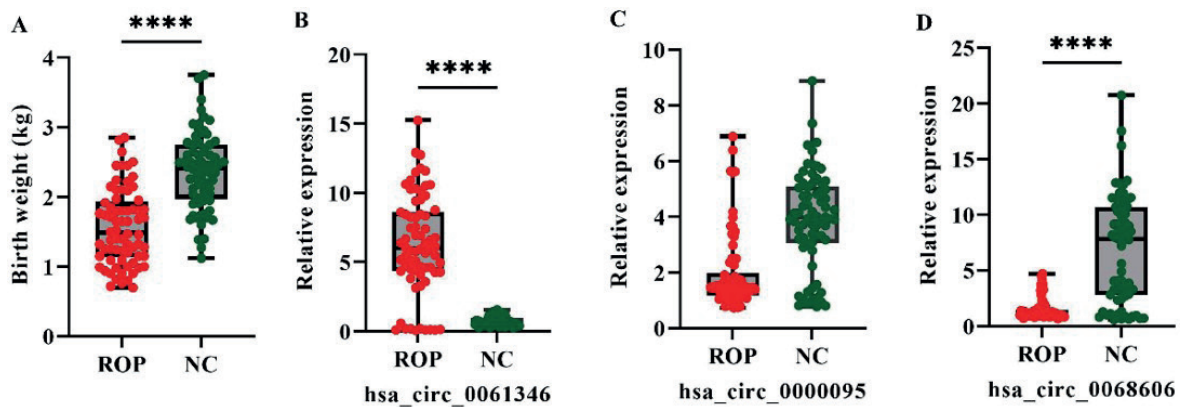 A
****
Birth weight (kg)
4
3
2
1
0
ROP
NC
B
****
Relative expression
20
15
10
5
0
ROP
NC
hsa_circ_0061346
C
Relative expression
10
8
6
4
2
0
ROP
NC
hsa_circ_0000095
D
****
Relative expression
25
20
15
10
5
0
ROP
NC
hsa_circ_0068606